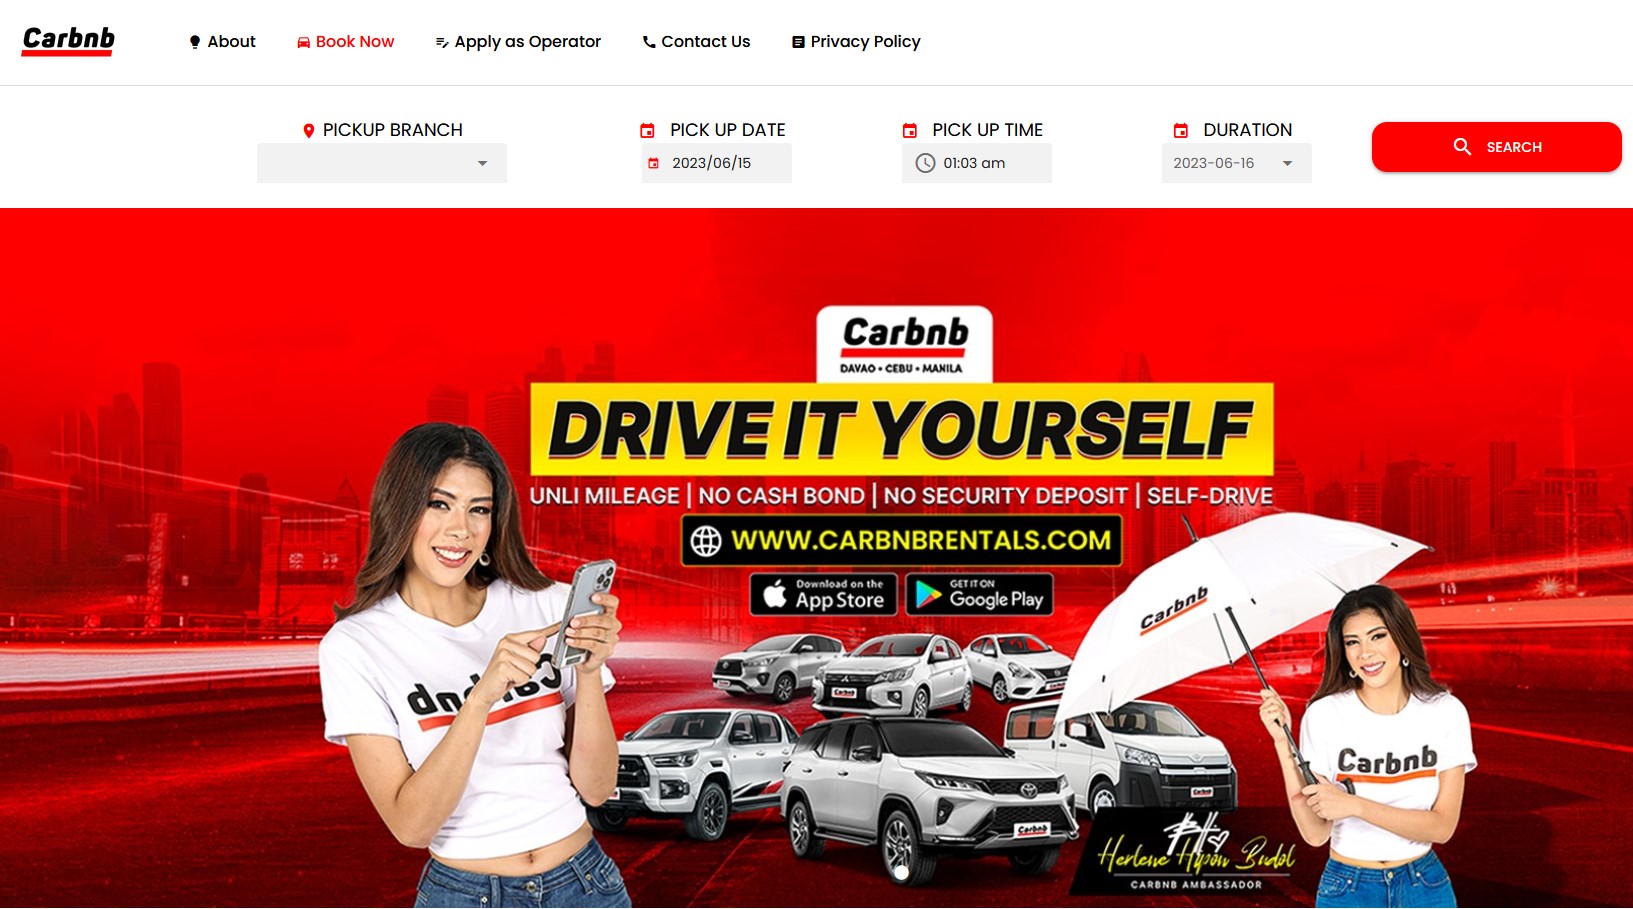 Carbnb
About
Book Now
Apply as Operator
Contact Us
Privacy Policy
PICKUP BRANCH
PICK UP DATE
PICK UP TIME
DURATION
2023/06/15
01:03 am
2023-06-16
SEARCH
Carbnb
DAVAO • CEBU • MANILA
DRIVE IT YOURSELF
UNLI MILEAGE | NO CASH BOND | NO SECURITY DEPOSIT | SELF-DRIVE
WWW.CARBNBRENTALS.COM
Download on the
App Store
GET IT ON
Google Play
Carbnb
Carbnb
Carbnb
Carbnb
Carbnb
Herlene Hipon Budol
CARBNB AMBASSADOR